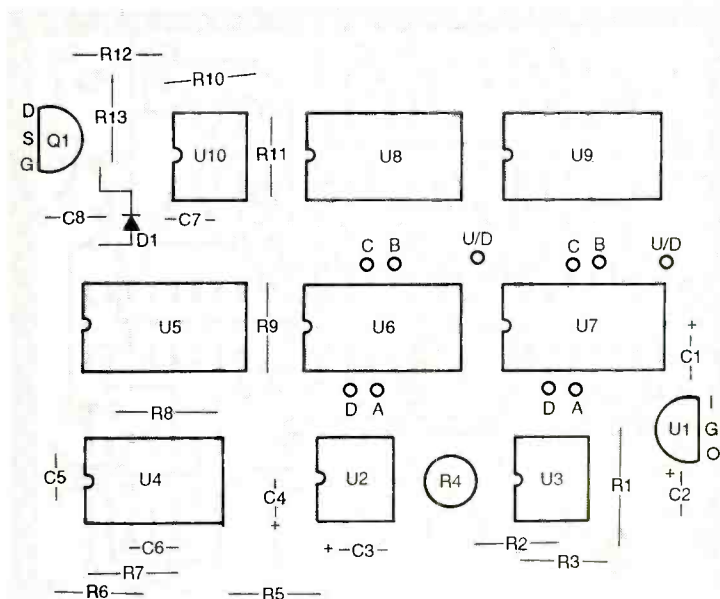 R12
R10
D
S
G
Q1
R13
U10
R11
U8
U9
C8
D1
C7
C B
U/D
C B
U/D
U5
R9
U6
U7
+
C1
D A
D A
R8
I
G
O
U1
C5
U4
C4
+
U2
R4
U3
R1
+
C2
C6
+ C3
R2
R3
R7
R6
R5